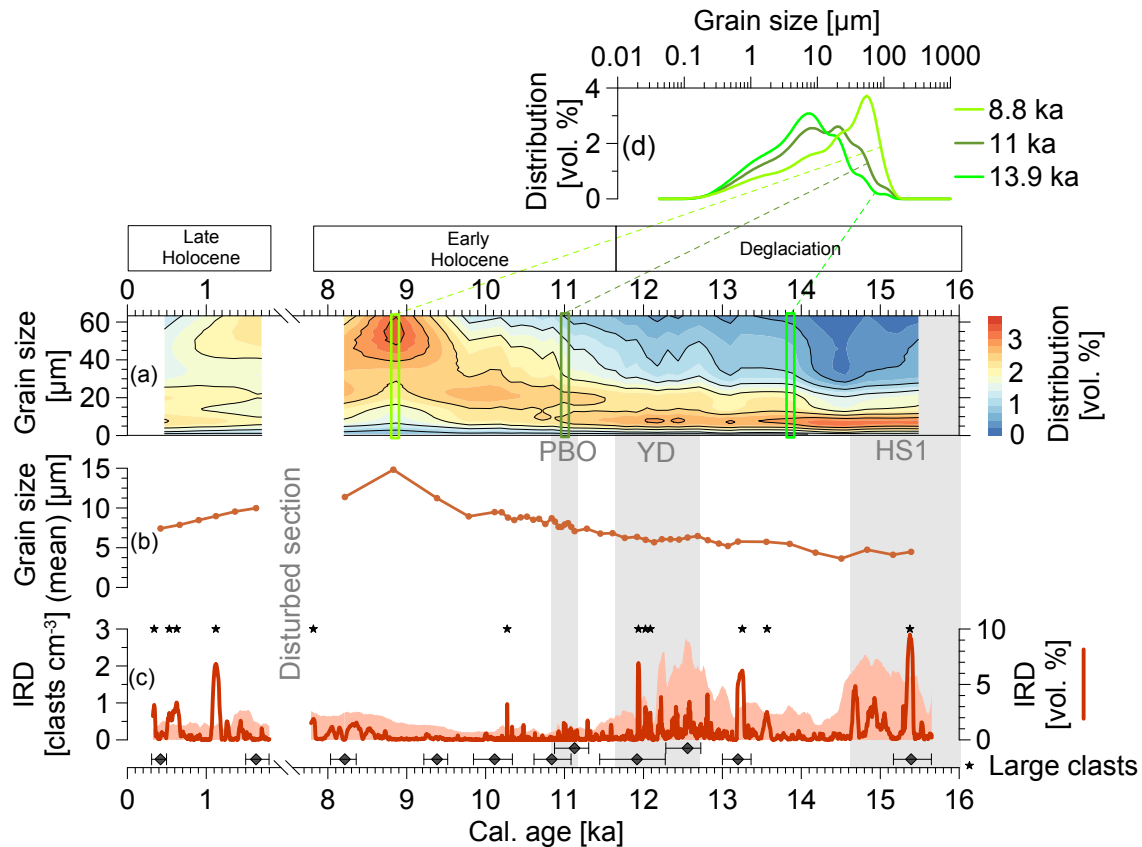 Grain size [µm]
0.01 0.1 1 10 100 1000
4
2
0
Distribution
[vol. %]
(d)
8.8 ka
11 ka
13.9 ka
Late
Holocene
Early
Holocene
Deglaciation
0 1 8 9 10 11 12 13 14 15 16
60
40
20
0
Grain size
[µm]
(a)
3
2
1
0
Distribution
[vol. %]
PBO YD HS1
15
10
5
0
Grain size
(mean) [µm]
(b)
Disturbed section
3
2
1
0
IRD
[clasts cm-3]
(c)
10
5
0
IRD
[vol. %]
Large clasts
0 1 8 9 10 11 12 13 14 15 16
Cal. age [ka]